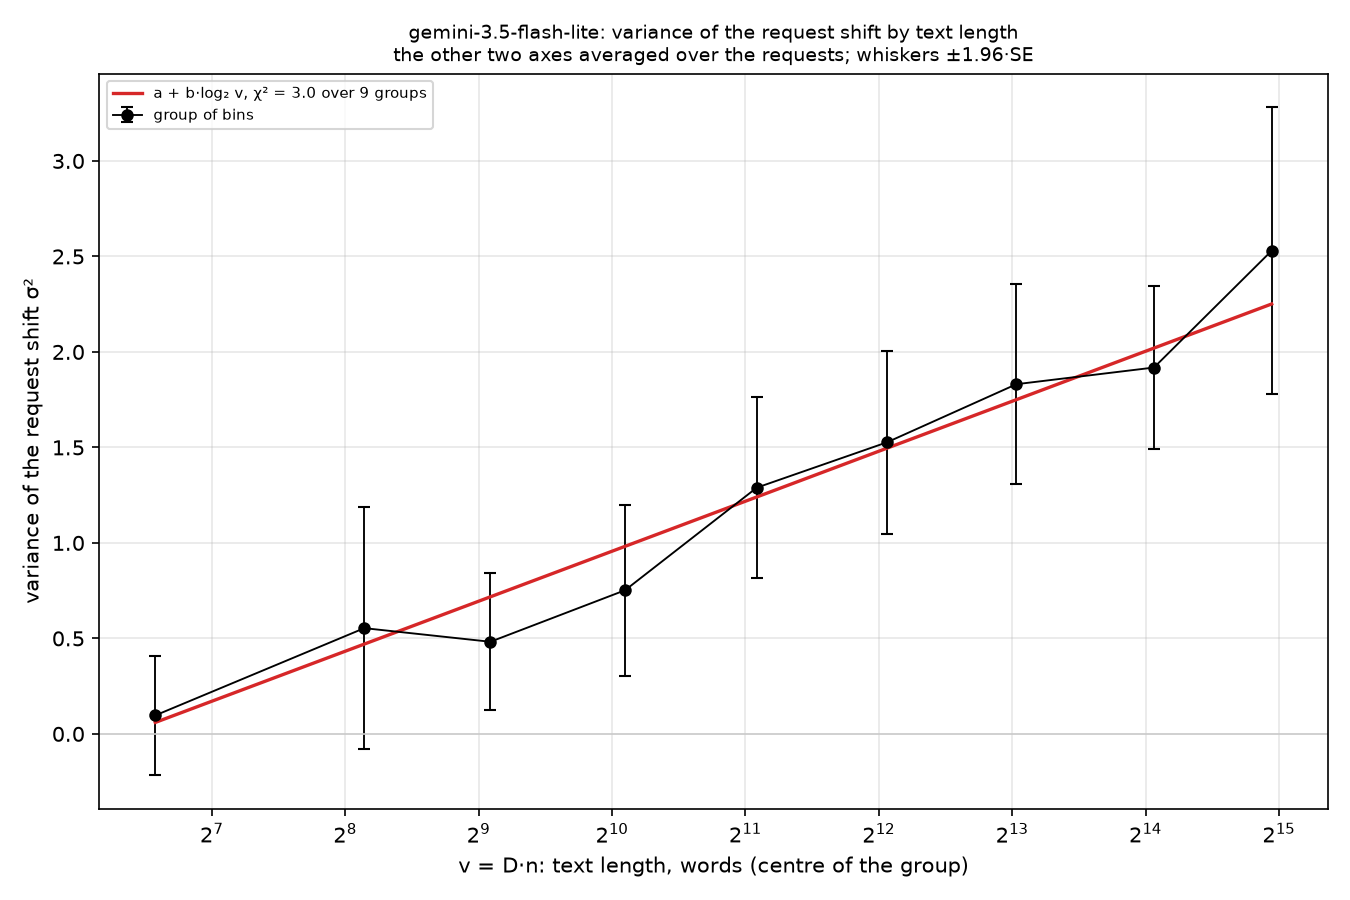 gemini-3.5-flash-lite: variance of the request shift by text length
the other two axes averaged over the requests; whiskers ±1.96·SE
a + b·log₂ v, χ² = 3.0 over 9 groups
group of bins
variance of the request shift σ²
3.0
2.5
2.0
1.5
1.0
0.5
0.0
2⁷ 2⁸ 2⁹ 2¹⁰ 2¹¹ 2¹² 2¹³ 2¹⁴ 2¹⁵
v = D·n: text length, words (centre of the group)